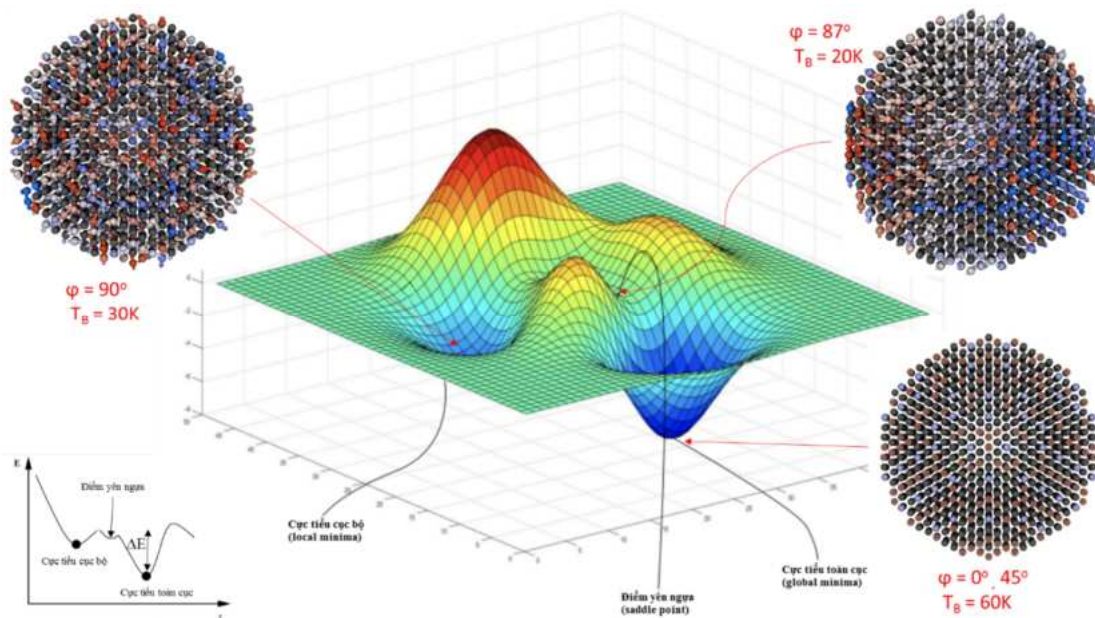 φ = 87°
T_B = 20K
φ = 90°
T_B = 30K
E
Điểm yên ngựa
ΔE
Cực tiểu cục bộ
Cực tiểu toàn cục
Cực tiểu cục bộ
(local minima)
Điểm yên ngựa
(saddle point)
Cực tiểu toàn cục
(global minima)
φ = 0°, 45°
T_B = 60K